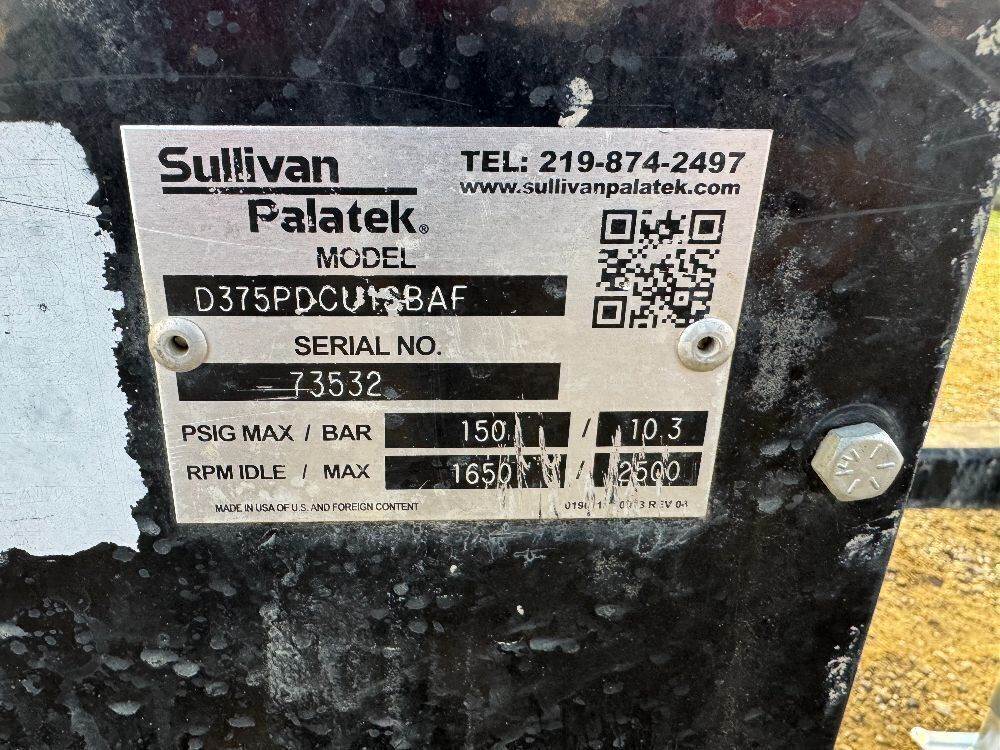 Sullivan
Palatek®
TEL: 219-874-2497
www.sullivanpalatek.com
MODEL
SERIAL NO.
73532
PSIG MAX / BAR 150 / 10.3
RPM IDLE / MAX 1650 / 2500
MADE IN USA OF U.S. AND FOREIGN CONTENT